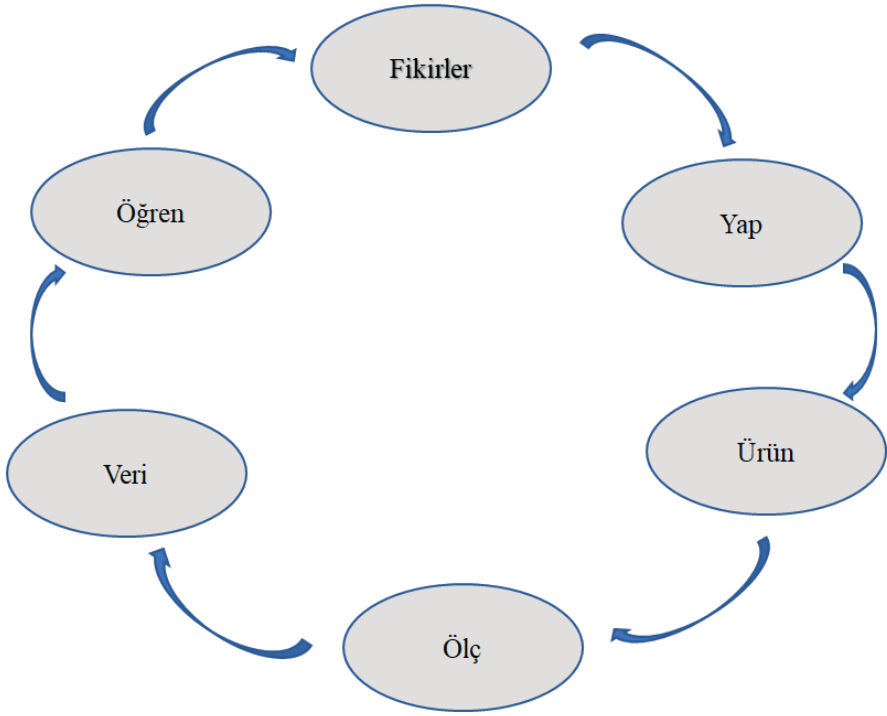 Fikirler
Yap
Ürün
Ölç
Veri
Öğren